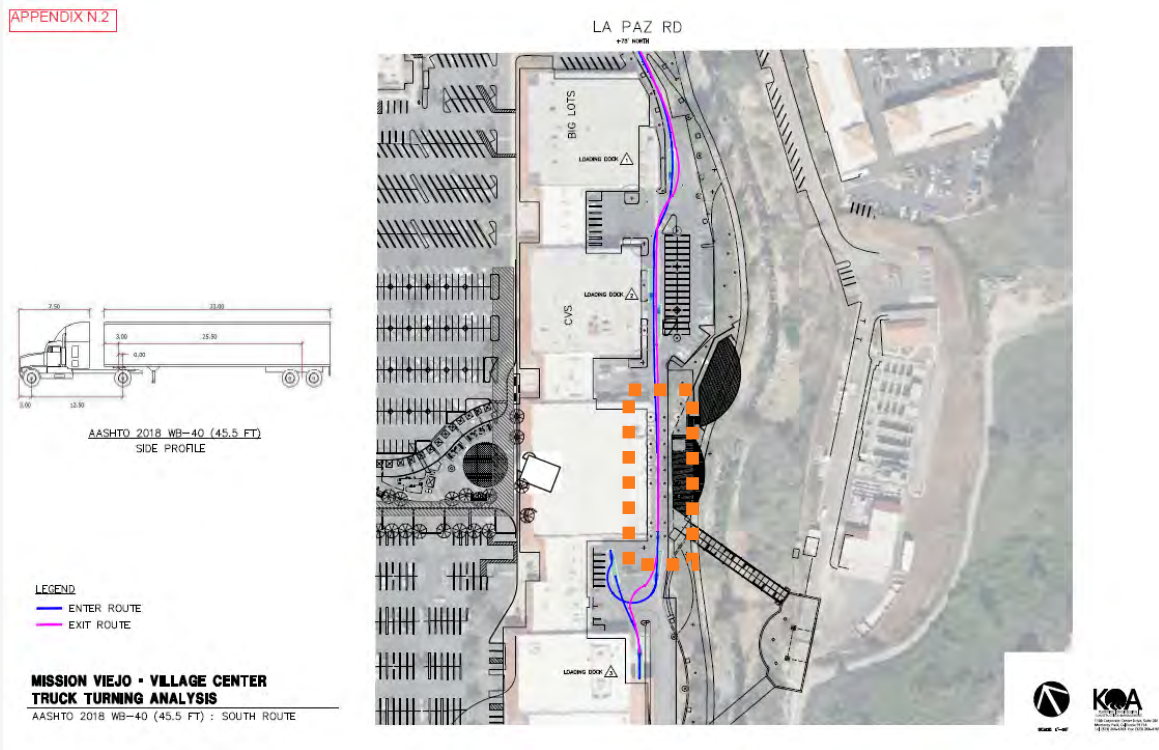 APPENDIX N.2
LA PAZ RD
+75' NORTH
BIG LOTS
LOADING DOCK 1
LOADING DOCK 2
CVS
2.50
33.00
3.00
25.50
0.00
3.00
12.50
AASHTO 2018 WB-40 (45.5 FT)
SIDE PROFILE
LEGEND
ENTER ROUTE
EXIT ROUTE
LOADING DOCK 3
MISSION VIEJO - VILLAGE CENTER
TRUCK TURNING ANALYSIS
AASHTO 2018 WB-40 (45.5 FT) : SOUTH ROUTE
KOA